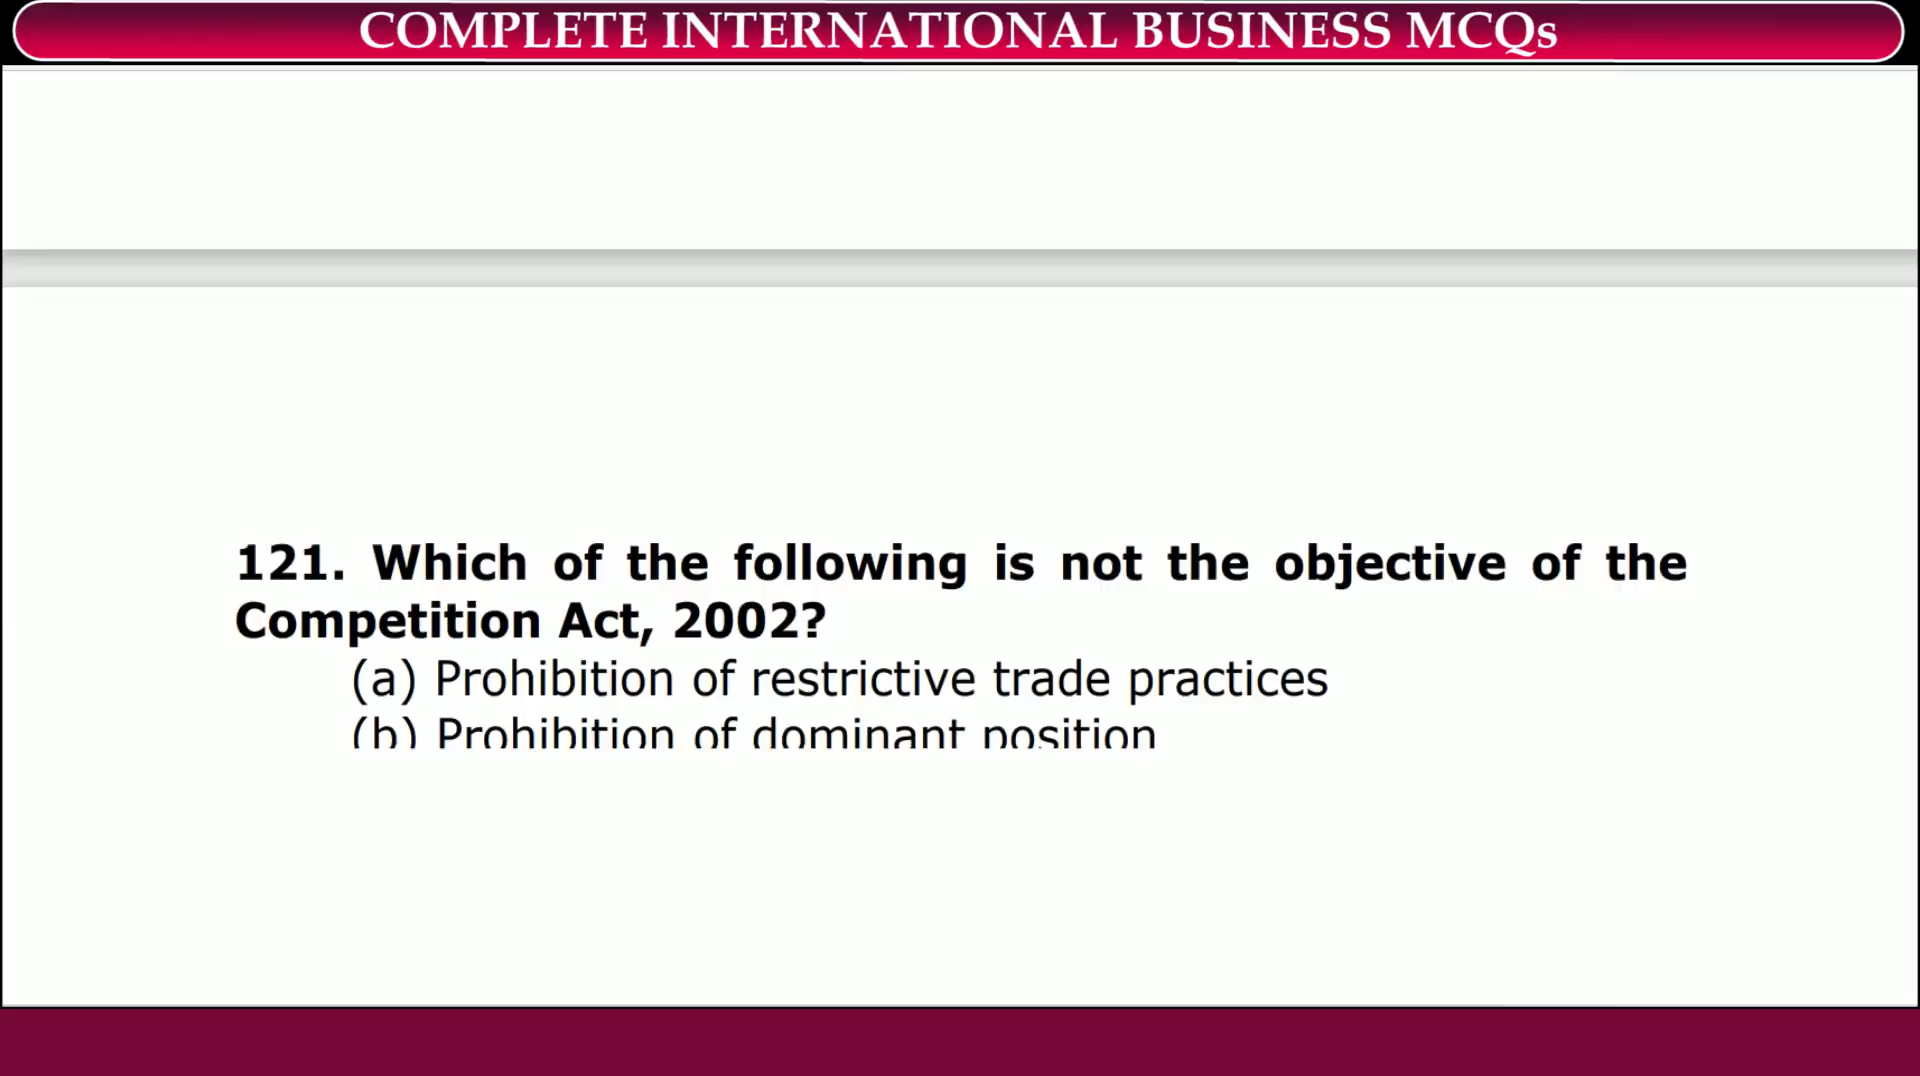 COMPLETE INTERNATIONAL BUSINESS MCQs
121. Which of the following is not the objective of the
Competition Act, 2002?
(a) Prohibition of restrictive trade practices
(b) Prohibition of dominant position